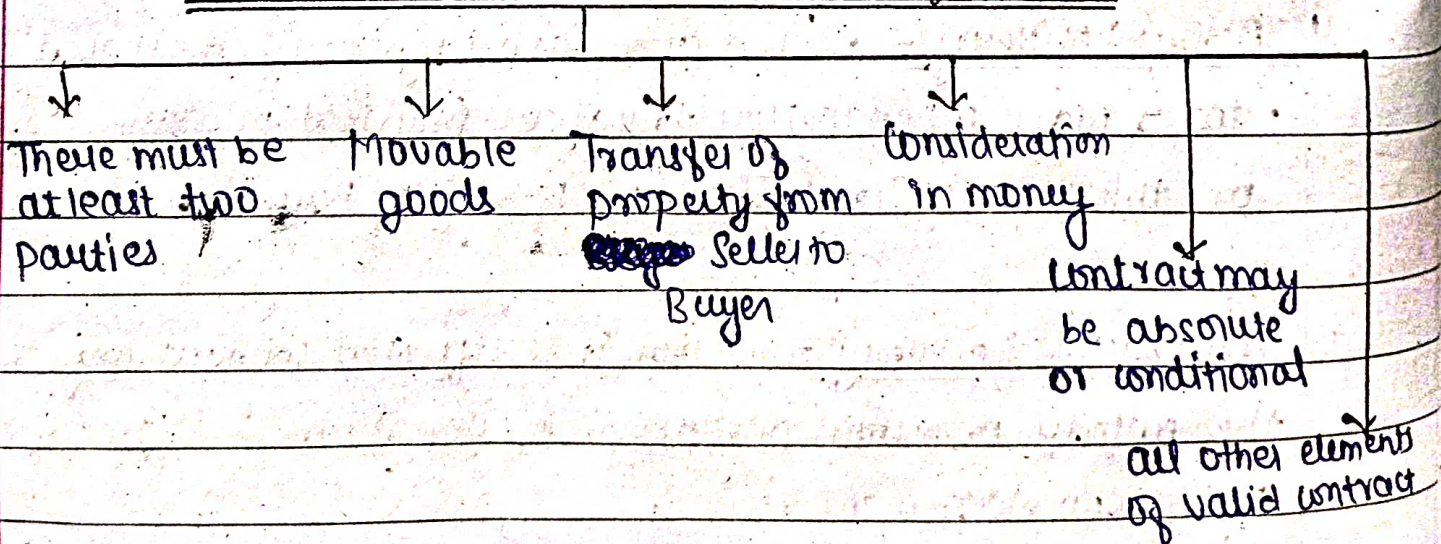 There must be
at least two
parties
Movable
goods
Transfer of
property from
Seller to
Buyer
Consideration
in money
Contract may
be absolute
or conditional
all other elements
of valid contract